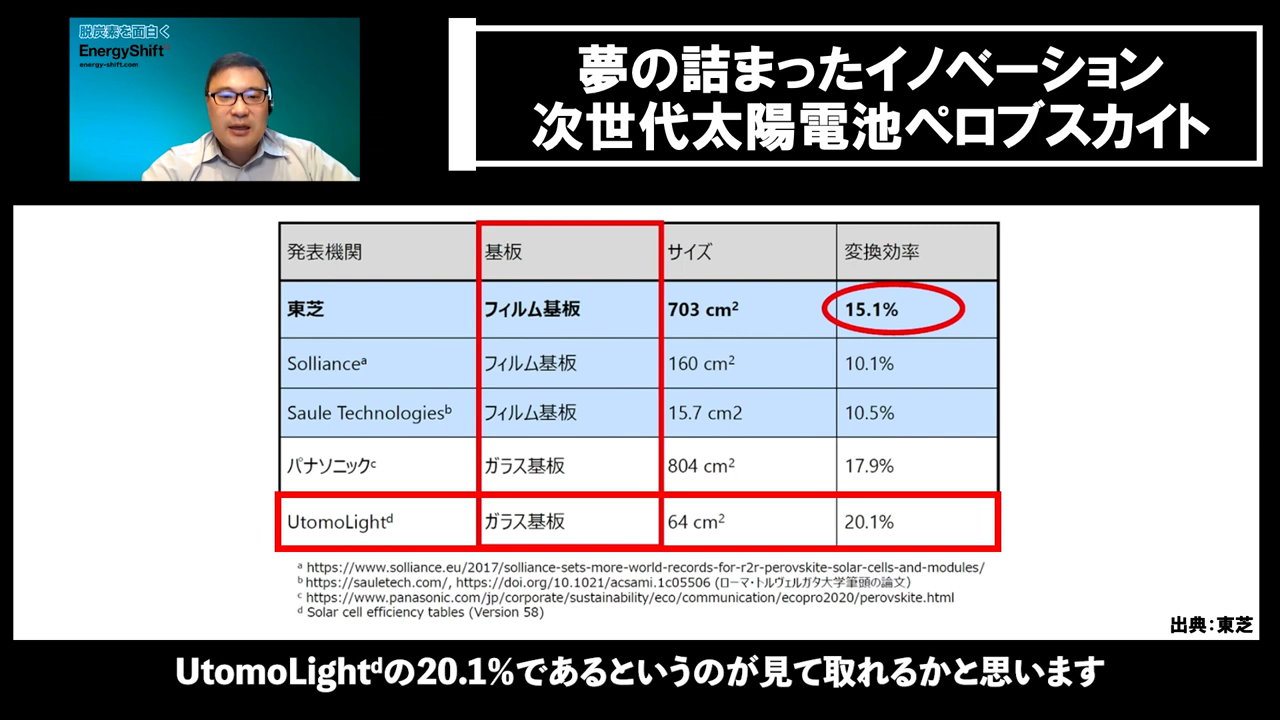 脱炭素を面白く
EnergyShift
energy-shift.com
夢の詰まったイノベーション
次世代太陽電池ペロブスカイト
発表機関 基板 サイズ 変換効率
東芝 フィルム基板 703 cm² 15.1%
Sollianceᵃ フィルム基板 160 cm² 10.1%
Saule Technologiesᵇ フィルム基板 15.7 cm2 10.5%
パナソニックᶜ ガラス基板 804 cm² 17.9%
UtomoLightᵈ ガラス基板 64 cm² 20.1%
ᵃ https://www.solliance.eu/2017/solliance-sets-more-world-records-for-r2r-perovskite-solar-cells-and-modules/
ᵇ https://sauletech.com/, https://doi.org/10.1021/acsami.1c05506 (ローマ・トルヴェルガタ大学筆頭の論文)
ᶜ https://www.panasonic.com/jp/corporate/sustainability/eco/communication/ecopro2020/perovskite.html
ᵈ Solar cell efficiency tables (Version 58)
出典：東芝
UtomoLightᵈの20.1%であるというのが見て取れるかと思います